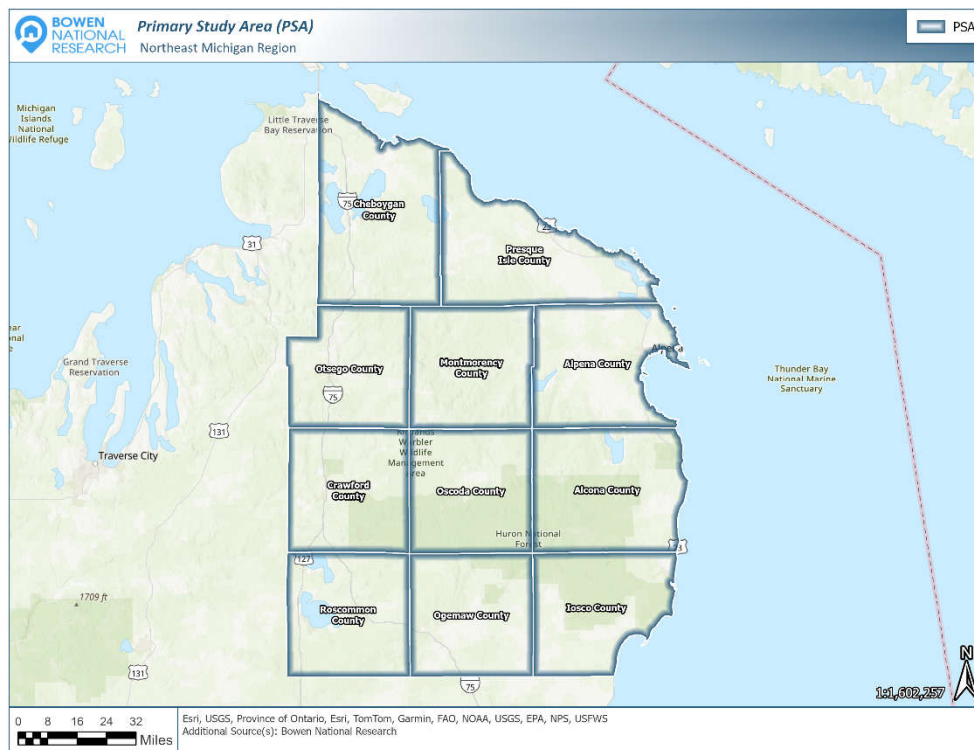 BOWEN
NATIONAL
RESEARCH
Primary Study Area (PSA)
Northeast Michigan Region
PSA
Michigan
Islands
National
Wildlife Refuge
Little Traverse
Bay Reservation
75
Cheboygan
County
23
Presque
Isle County
31
Grand Traverse
Reservation
Otsego County
75
Montmorency
County
Alpena County
Alpena
Thunder Bay
National Marine
Sanctuary
131
Traverse City
Warbler
Wildlife
Management
Area
Crawford
County
Oscoda County
Alcona County
Huron National
Forest
127
1709 ft
Roscommon
County
Ogemaw County
Iosco County
131
75
N
1:1,602,257
0 8 16 24 32
Miles
Esri, USGS, Province of Ontario, Esri, TomTom, Garmin, FAO, NOAA, USGS, EPA, NPS, USFWS
Additional Source(s): Bowen National Research